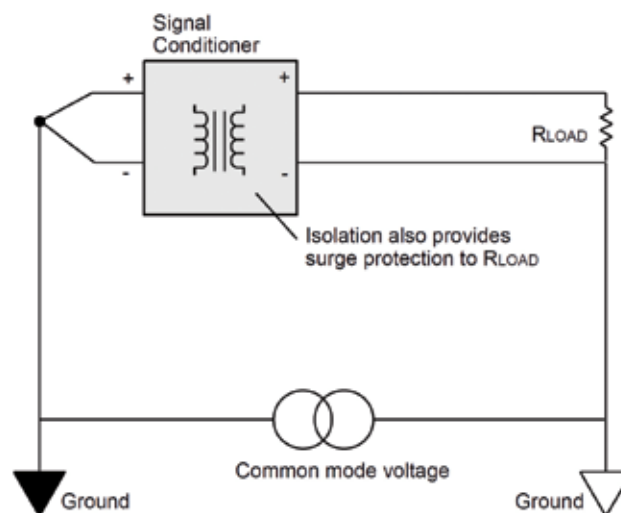 Signal
Conditioner
+
+
-
-
RLOAD
Isolation also provides
surge protection to RLOAD
Common mode voltage
Ground
Ground